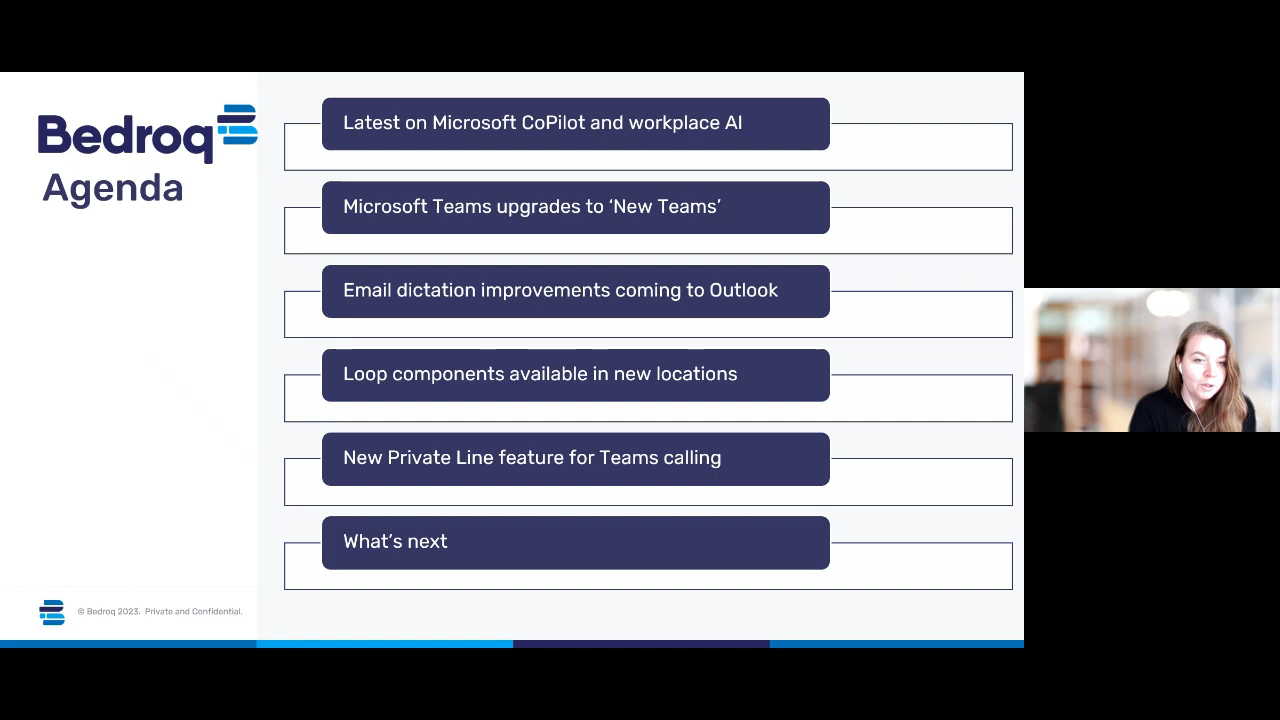 Bedroq
Agenda
Latest on Microsoft CoPilot and workplace AI
Microsoft Teams upgrades to ‘New Teams’
Email dictation improvements coming to Outlook
Loop components available in new locations
New Private Line feature for Teams calling
What’s next
© Bedroq 2023. Private and Confidential.